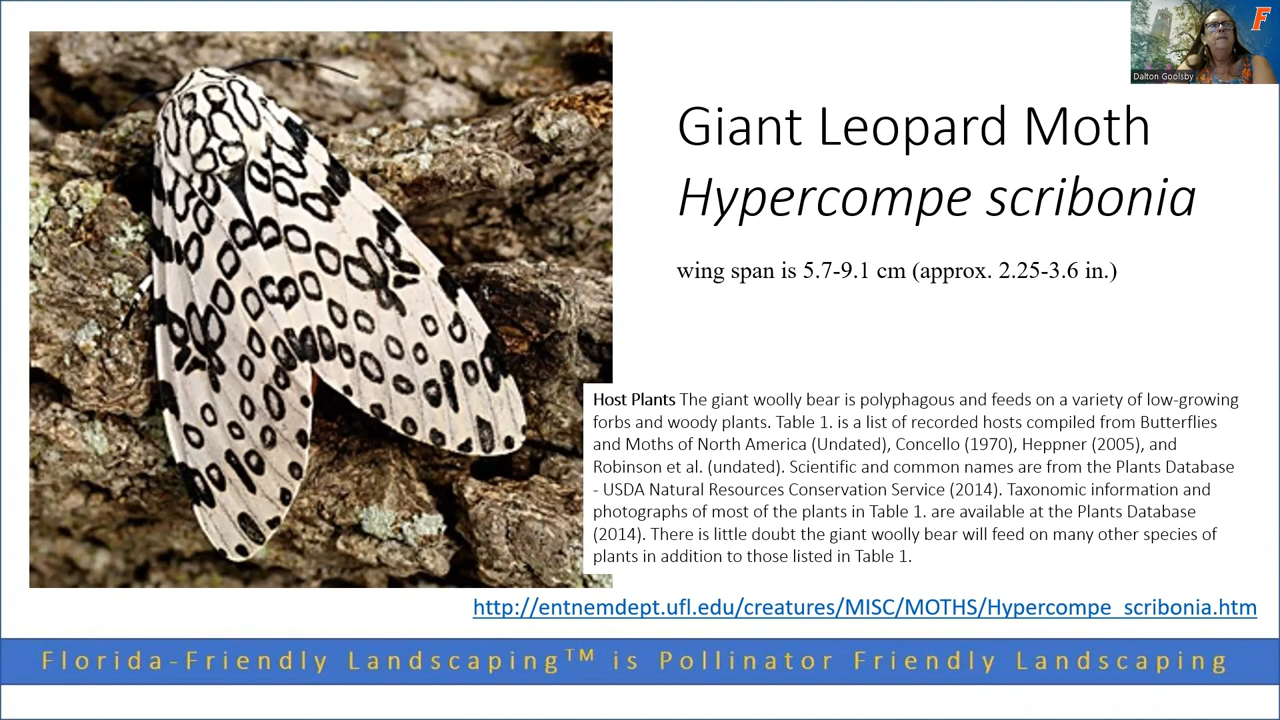 F
Dalton Goolsby
Giant Leopard Moth
Hypercompe scribonia
wing span is 5.7-9.1 cm (approx. 2.25-3.6 in.)
Host Plants The giant woolly bear is polyphagous and feeds on a variety of low-growing
forbs and woody plants. Table 1. is a list of recorded hosts compiled from Butterflies
and Moths of North America (Undated), Concello (1970), Heppner (2005), and
Robinson et al. (undated). Scientific and common names are from the Plants Database
- USDA Natural Resources Conservation Service (2014). Taxonomic information and
photographs of most of the plants in Table 1. are available at the Plants Database
(2014). There is little doubt the giant woolly bear will feed on many other species of
plants in addition to those listed in Table 1.
http://entnemdept.ufl.edu/creatures/MISC/MOTHS/Hypercompe_scribonia.htm
Florida-Friendly Landscaping™ is Pollinator Friendly Landscaping